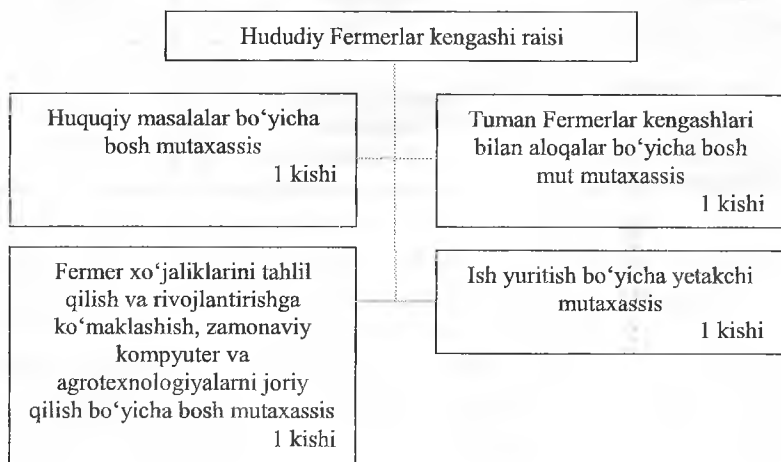 Hududiy Fermerlar kengashi raisi
Huquqiy masalalar bo‘yicha
bosh mutaxassis
1 kishi
Tuman Fermerlar kengashlari
bilan aloqalar bo‘yicha bosh
mut mutaxassis
1 kishi
Fermer xo‘jaliklarini tahlil
qilish va rivojlantirishga
ko‘maklashish, zamonaviy
kompyuter va
agrotexnologiyalarni joriy
qilish bo‘yicha bosh mutaxassis
1 kishi
Ish yuritish bo‘yicha yetakchi
mutaxassis
1 kishi